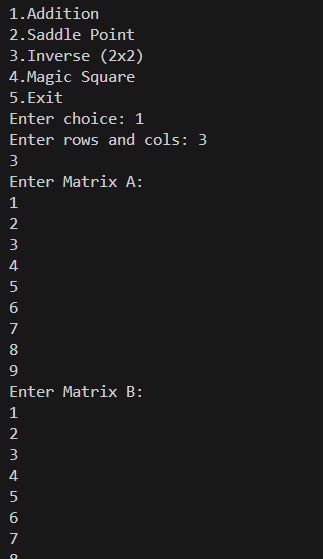 1.Addition
2.Saddle Point
3.Inverse (2x2)
4.Magic Square
5.Exit
Enter choice: 1
Enter rows and cols: 3
3
Enter Matrix A:
1
2
3
4
5
6
7
8
9
Enter Matrix B:
1
2
3
4
5
6
7